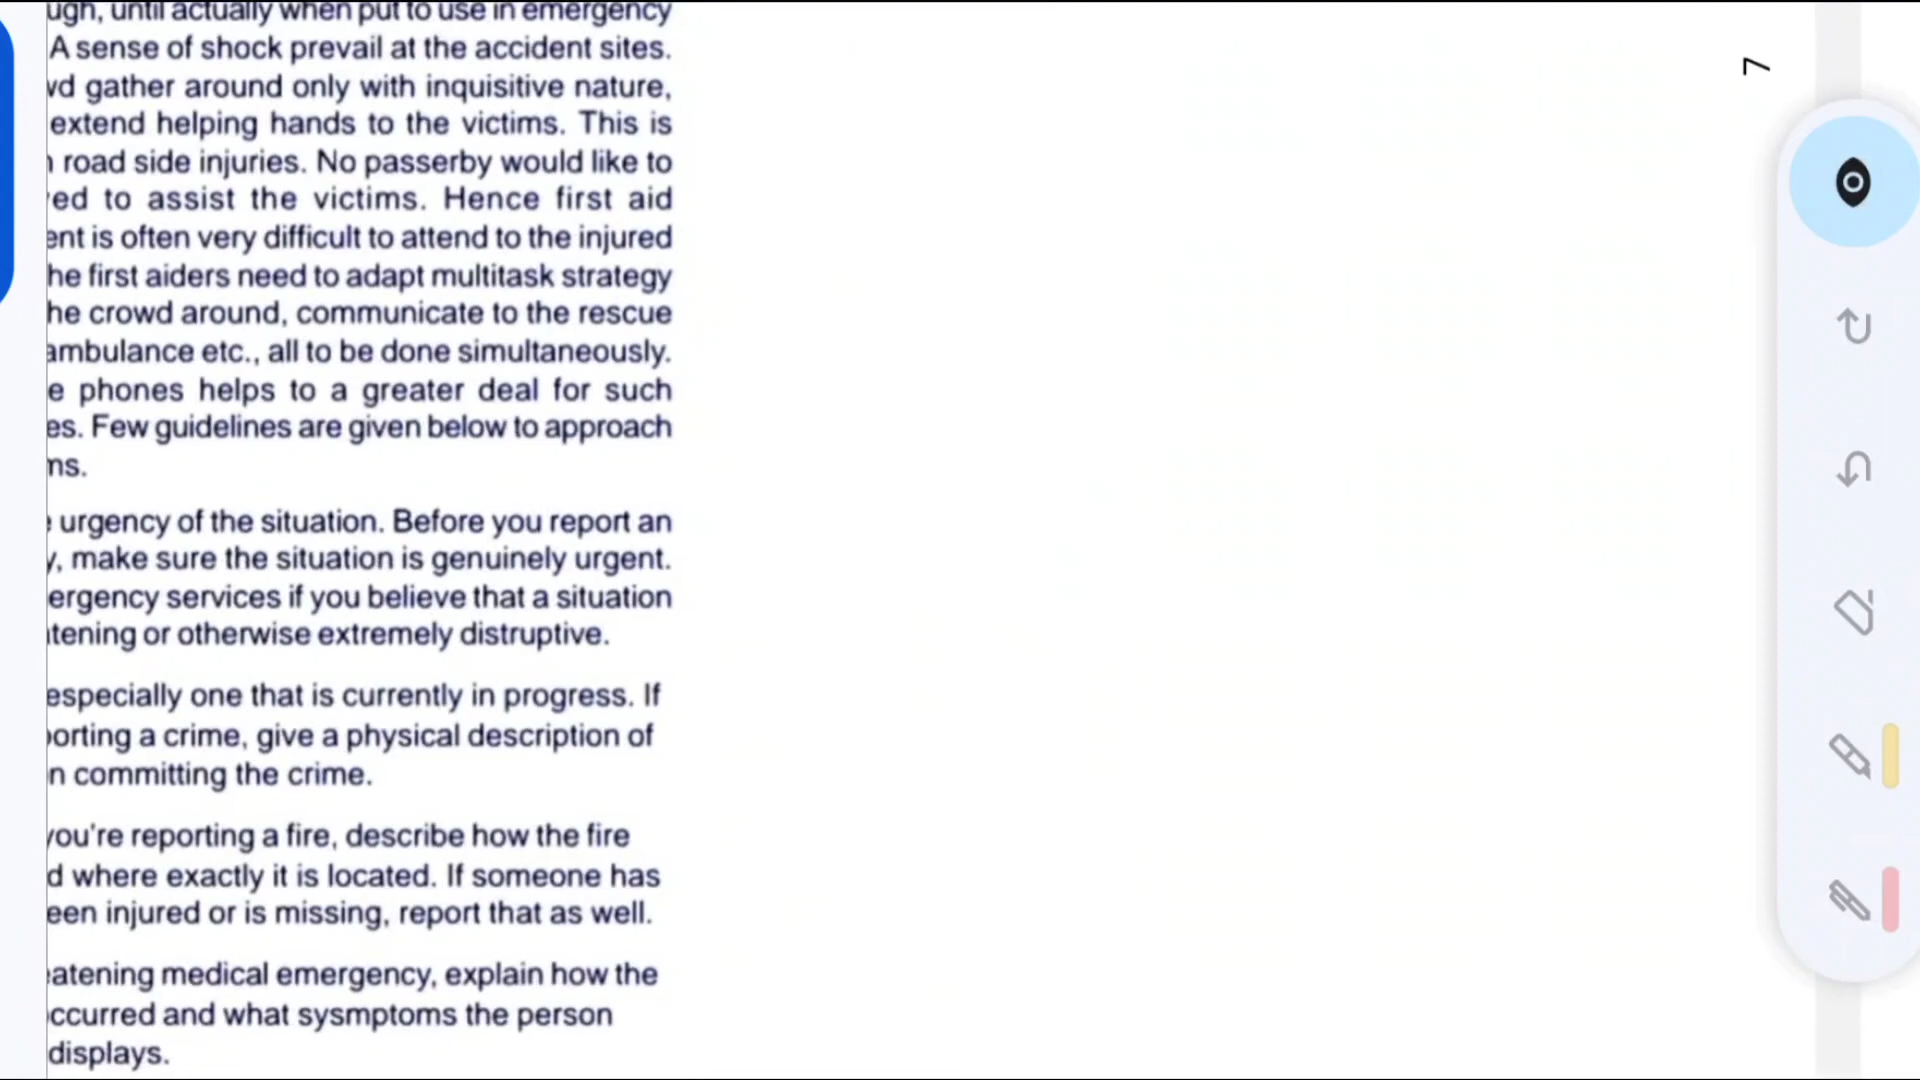 ugh, until actually when put to use in emergency
A sense of shock prevail at the accident sites.
gather around only with inquisitive nature,
extend helping hands to the victims. This is
road side injuries. No passerby would like to
to assist the victims. Hence first aid
is often very difficult to attend to the injured
first aiders need to adapt multitask strategy
crowd around, communicate to the rescue
ambulance etc., all to be done simultaneously.
phones helps to a greater deal for such
es. Few guidelines are given below to approach
ms.
urgency of the situation. Before you report an
y, make sure the situation is genuinely urgent.
ergency services if you believe that a situation
tening or otherwise extremely distruptive.
especially one that is currently in progress. If
orting a crime, give a physical description of
n committing the crime.
you're reporting a fire, describe how the fire
d where exactly it is located. If someone has
een injured or is missing, report that as well.
atening medical emergency, explain how the
ccurred and what sysmptoms the person
displays.
7